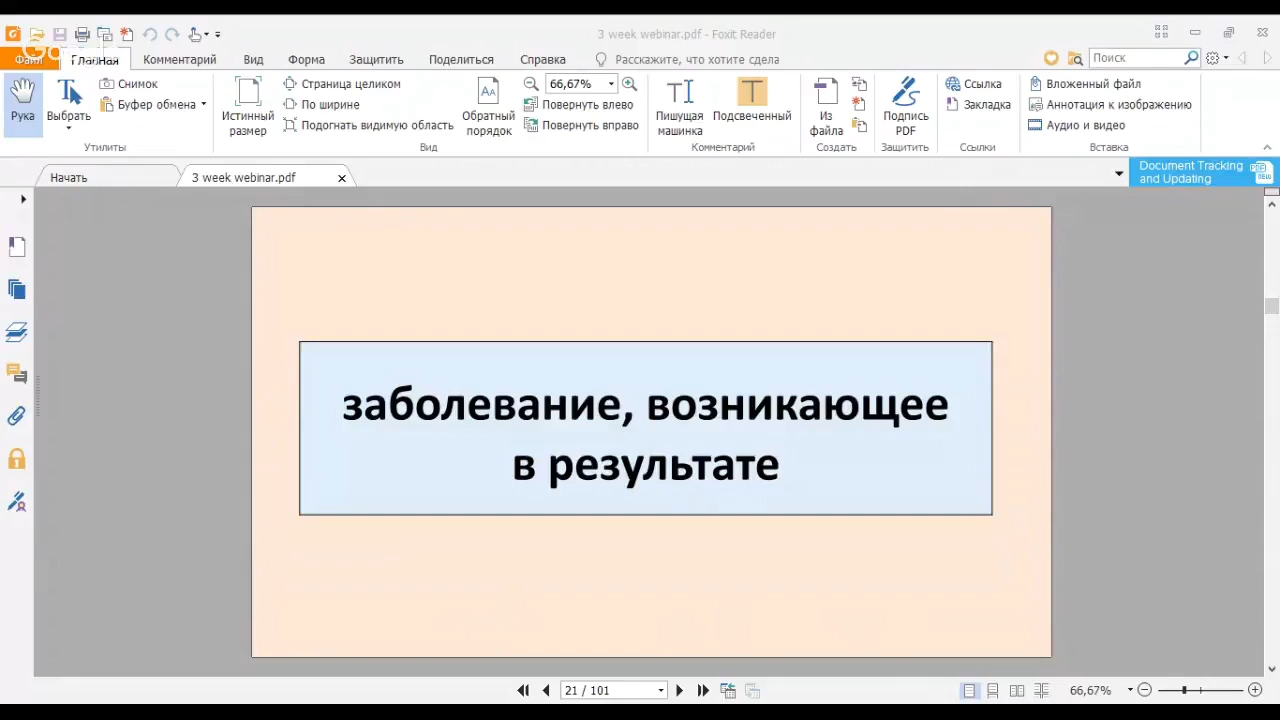 3 week webinar.pdf - Foxit Reader
Файл
Главная
Комментарий
Вид
Форма
Защитить
Поделиться
Справка
Расскажите, что хотите сдела
Поиск
Рука
Выбрать
Снимок
Буфер обмена
Утилиты
Истинный
размер
Страница целиком
По ширине
Подогнать видимую область
Обратный
порядок
66,67%
Повернуть влево
Повернуть вправо
Вид
Пишущая
машинка
Подсвеченный
Комментарий
Из
файла
Создать
Подпись
PDF
Защитить
Ссылка
Закладка
Ссылки
Вложенный файл
Аннотация к изображению
Аудио и видео
Вставка
Начать
3 week webinar.pdf
Document Tracking
and Updating
заболевание, возникающее
в результате
21 / 101
66,67%